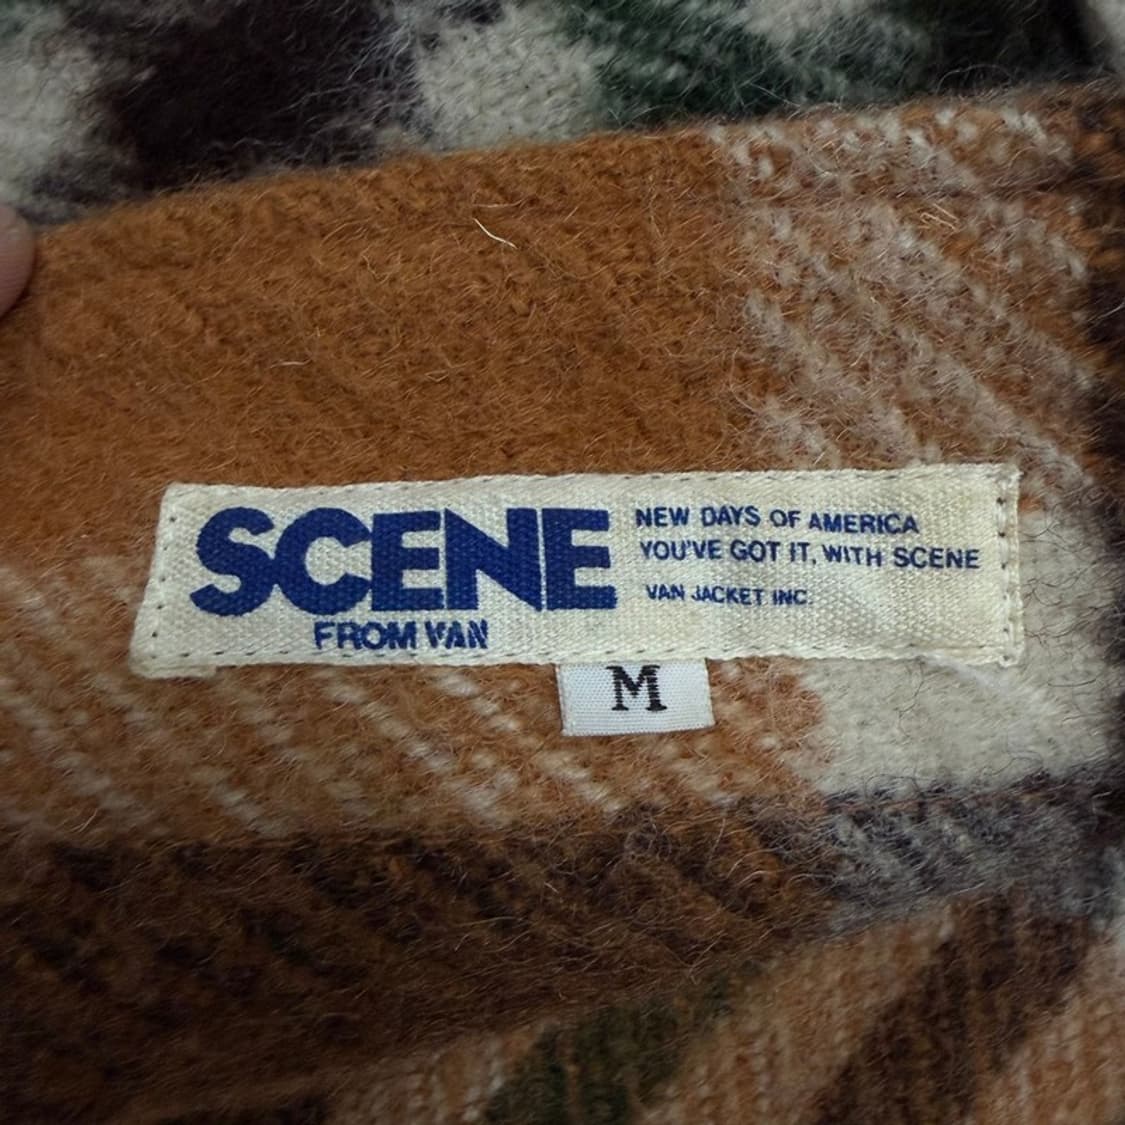 SCENE
FROM VAN
NEW DAYS OF AMERICA
YOU'VE GOT IT, WITH SCENE
VAN JACKET INC.
M